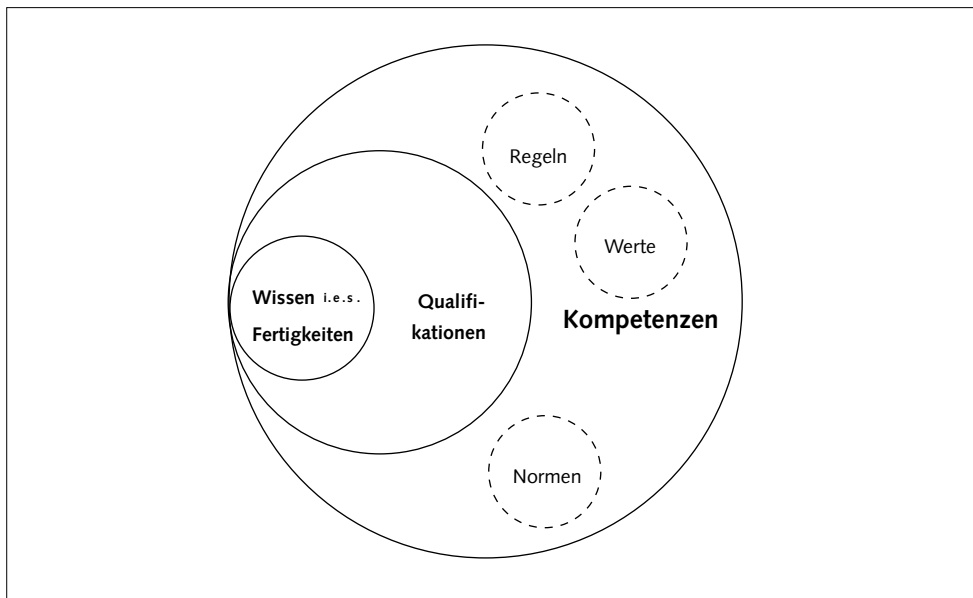 Regeln
Werte
Wissen i.e.s.
Fertigkeiten
Qualifi-
kationen
Kompetenzen
Normen